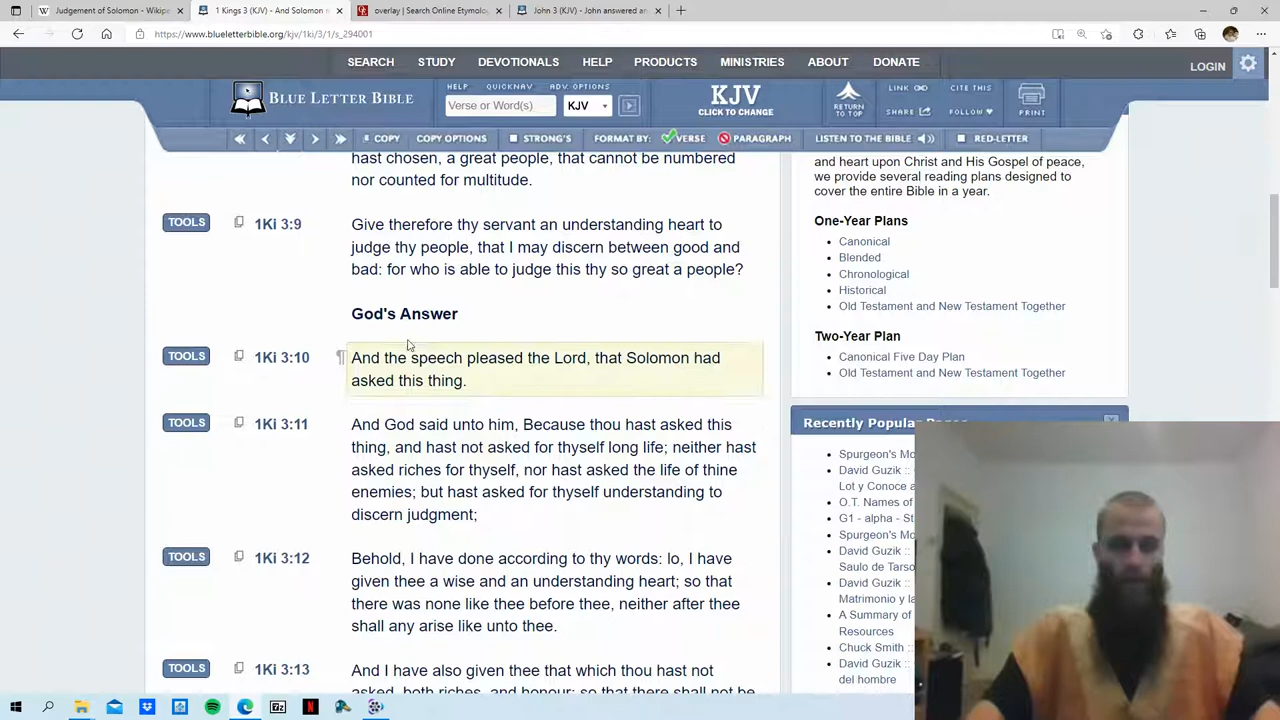 Judgement of Solomon - Wikipe
1 Kings 3 (KJV) - And Solomon m
overlay | Search Online Etymolog
John 3 (KJV) - John answered an
https://www.blueletterbible.org/kjv/1ki/3/1/s_294001
SEARCH STUDY DEVOTIONALS HELP PRODUCTS MINISTRIES ABOUT DONATE
LOGIN
BLUE LETTER BIBLE
HELP QUICKNAV ADV. OPTIONS
Verse or Word(s) KJV
KJV
CLICK TO CHANGE
RETURN
TO TOP
LINK CITE THIS
SHARE FOLLOW
PRINT
COPY COPY OPTIONS STRONG'S FORMAT BY: VERSE PARAGRAPH LISTEN TO THE BIBLE RED-LETTER
hast chosen, a great people, that cannot be numbered
nor counted for multitude.
TOOLS 1Ki 3:9 Give therefore thy servant an understanding heart to
judge thy people, that I may discern between good and
bad: for who is able to judge this thy so great a people?
God's Answer
TOOLS 1Ki 3:10 ¶ And the speech pleased the Lord, that Solomon had
asked this thing.
TOOLS 1Ki 3:11 And God said unto him, Because thou hast asked this
thing, and hast not asked for thyself long life; neither hast
asked riches for thyself, nor hast asked the life of thine
enemies; but hast asked for thyself understanding to
discern judgment;
TOOLS 1Ki 3:12 Behold, I have done according to thy words: lo, I have
given thee a wise and an understanding heart; so that
there was none like thee before thee, neither after thee
shall any arise like unto thee.
TOOLS 1Ki 3:13 And I have also given thee that which thou hast not
asked, both riches, and honour: so that there shall not be
and heart upon Christ and His Gospel of peace,
we provide several reading plans designed to
cover the entire Bible in a year.
One-Year Plans
Canonical
Blended
Chronological
Historical
Old Testament and New Testament Together
Two-Year Plan
Canonical Five Day Plan
Old Testament and New Testament Together
Recently Popular Pages
Spurgeon's Mo
David Guzik ::
Lot y Conoce a
O.T. Names of
G1 - alpha - St
Spurgeon's Mo
David Guzik ::
Saulo de Tarso
David Guzik ::
Matrimonio y la
A Summary of
Resources
Chuck Smith ::
David Guzik ::
del hombre